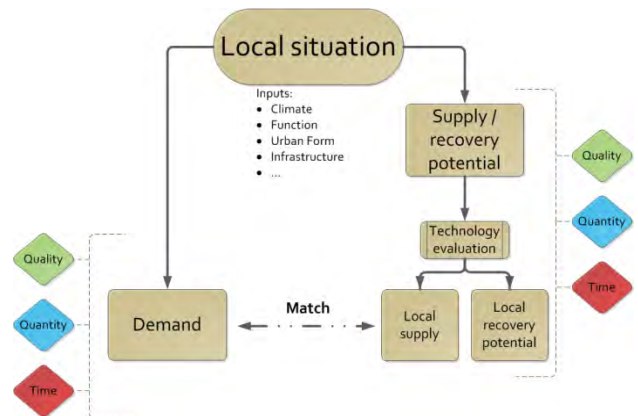 Local situation
Inputs:
• Climate
• Function
• Urban Form
• Infrastructure
• ...
Supply /
recovery
potential
Quality
Quantity
Time
Technology
evaluation
Quality
Quantity
Time
Demand
Match
Local
supply
Local
recovery
potential